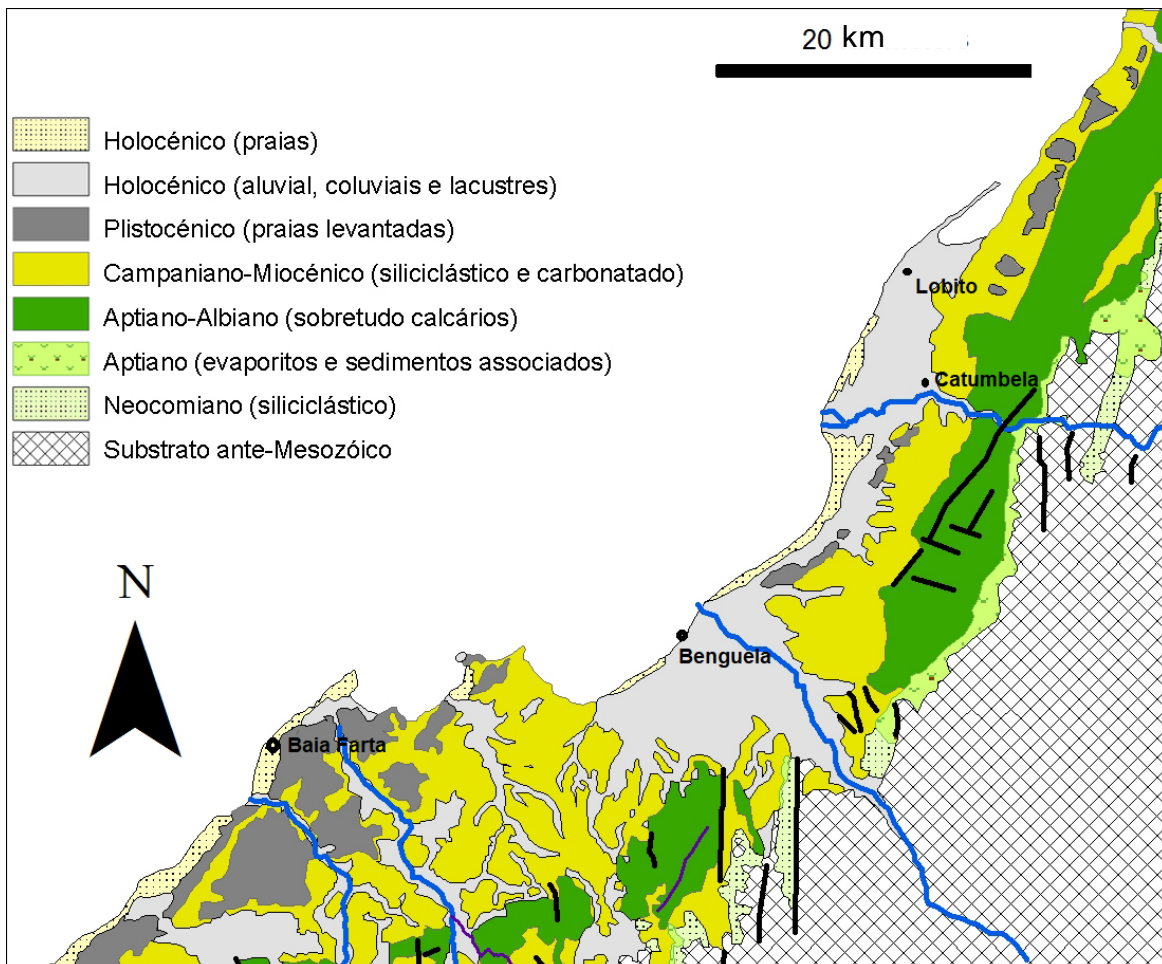 20 km
Holocénico (praias)
Holocénico (aluvial, coluviais e lacustres)
Plistocénico (praias levantadas)
Campaniano-Miocénico (siliciclástico e carbonatado)
Aptiano-Albiano (sobretudo calcários)
Aptiano (evaporitos e sedimentos associados)
Neocomiano (siliciclástico)
Substrato ante-Mesozóico
Lobito
Catumbela
N
Benguela
Baia Farta